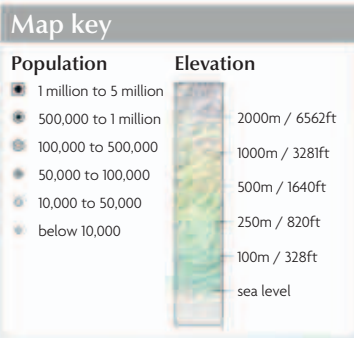 Map key
Population
1 million to 5 million
500,000 to 1 million
100,000 to 500,000
50,000 to 100,000
10,000 to 50,000
below 10,000
Elevation
2000m / 6562ft
1000m / 3281ft
500m / 1640ft
250m / 820ft
100m / 328ft
sea level